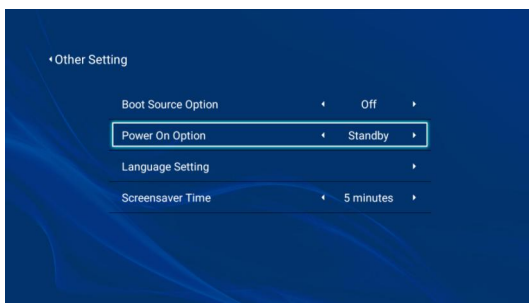 Other Setting
Boot Source Option Off
Power On Option Standby
Language Setting
Screensaver Time 5 minutes